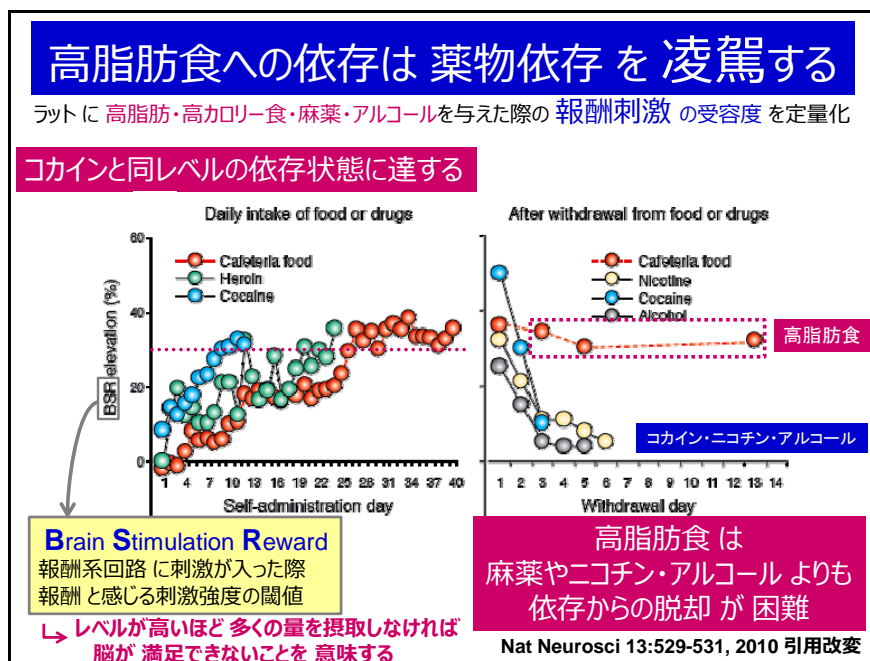 高脂肪食への依存は 薬物依存 を 凌駕する
ラット に 高脂肪・高カロリー食・麻薬・アルコールを与えた際の 報酬刺激 の受容度 を定量化
コカインと同レベルの依存状態に達する
Daily intake of food or drugs
BSR elevation (%)
60
40
20
0
Cafeteria food
Heroin
Cocaine
1 4 7 10 13 16 19 22 25 28 31 34 37 40
Self-administration day
After withdrawal from food or drugs
Cafeteria food
Nicotine
Cocaine
Alcohol
高脂肪食
コカイン・ニコチン・アルコール
1 2 3 4 5 6 7 8 9 10 11 12 13 14
Withdrawal day
Brain Stimulation Reward
報酬系回路 に刺激が入った際
報酬 と感じる刺激強度の閾値
レベルが高いほど 多くの量を摂取しなければ
脳が 満足できないことを 意味する
高脂肪食 は
麻薬やニコチン・アルコール よりも
依存からの脱却 が 困難
Nat Neurosci 13:529-531, 2010 引用改変